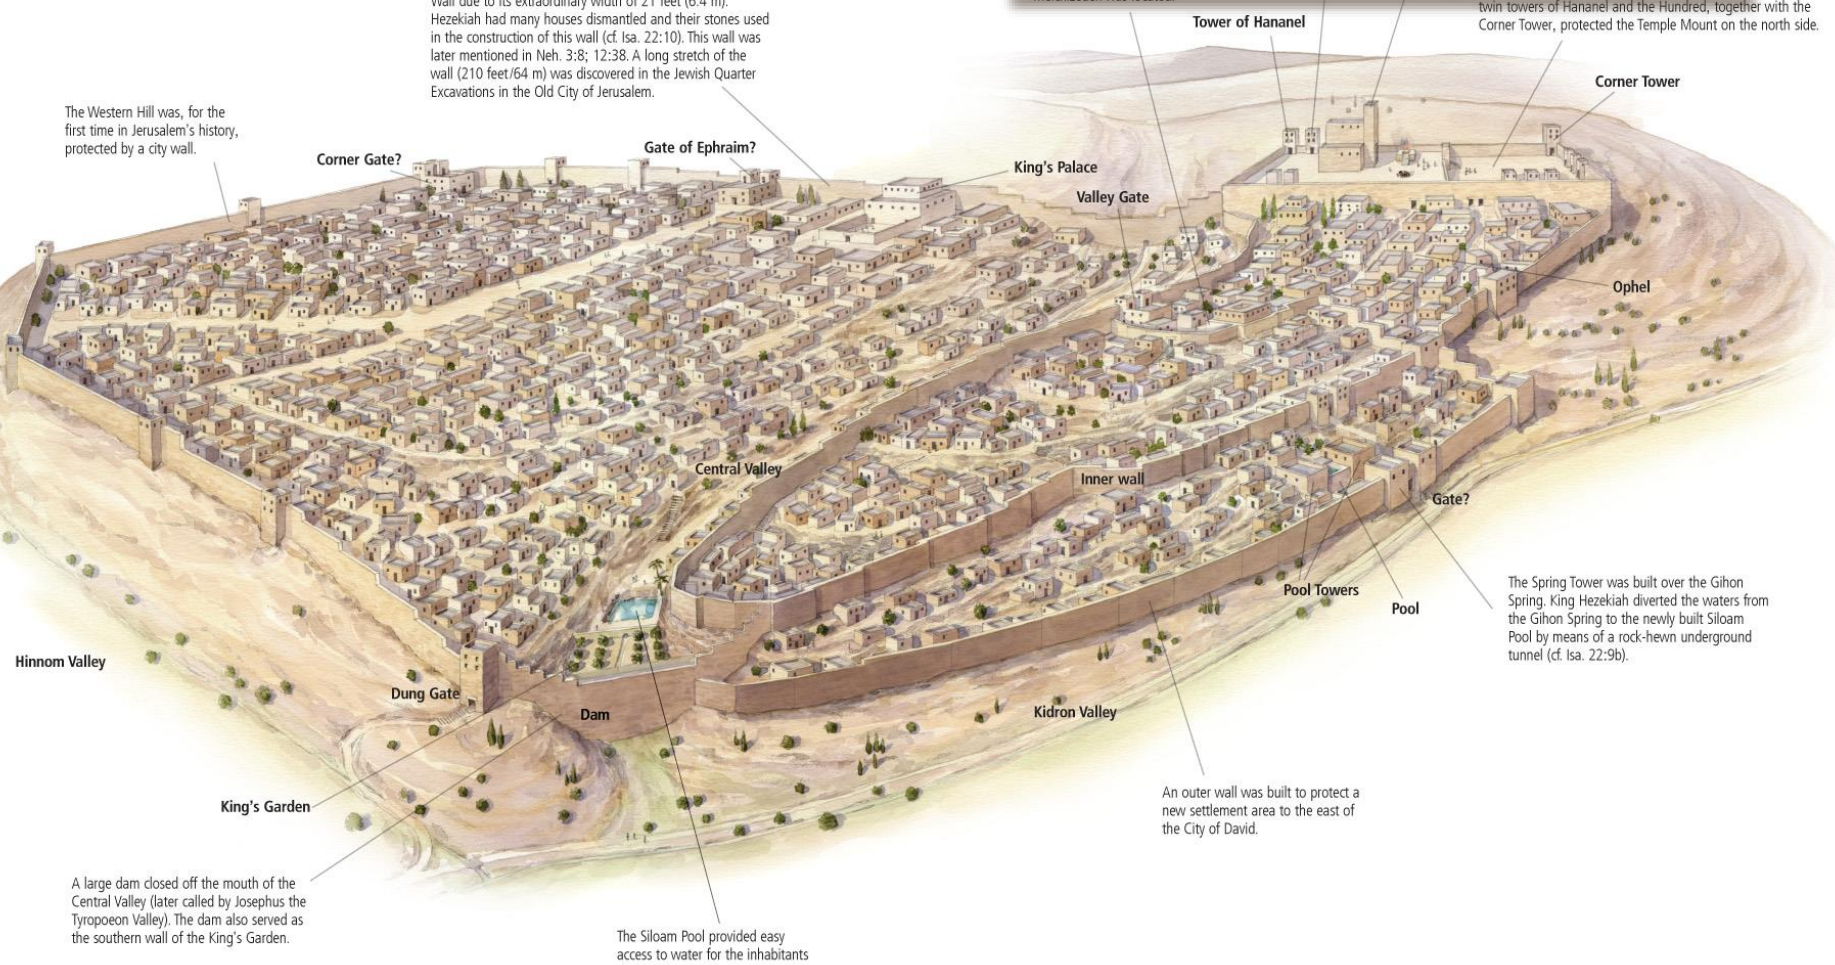 Wall due to its extraordinary width of 21 feet (6.4 m).
Hezekiah had many houses dismantled and their stones used
in the construction of this wall (cf. Isa. 22:10). This wall was
later mentioned in Neh. 3:8; 12:38. A long stretch of the
wall (210 feet/64 m) was discovered in the Jewish Quarter
Excavations in the Old City of Jerusalem.
Tower of Hananel
twin towers of Hananel and the Hundred, together with the
Corner Tower, protected the Temple Mount on the north side.
Corner Tower
The Western Hill was, for the
first time in Jerusalem's history,
protected by a city wall.
Corner Gate?
Gate of Ephraim?
King's Palace
Valley Gate
Ophel
Central Valley
Inner wall
Gate?
Pool Towers
Pool
The Spring Tower was built over the Gihon
Spring. King Hezekiah diverted the waters from
the Gihon Spring to the newly built Siloam
Pool by means of a rock-hewn underground
tunnel (cf. Isa. 22:9b).
Hinnom Valley
Dung Gate
Dam
Kidron Valley
King's Garden
An outer wall was built to protect a
new settlement area to the east of
the City of David.
A large dam closed off the mouth of the
Central Valley (later called by Josephus the
Tyropoeon Valley). The dam also served as
the southern wall of the King's Garden.
The Siloam Pool provided easy
access to water for the inhabitants